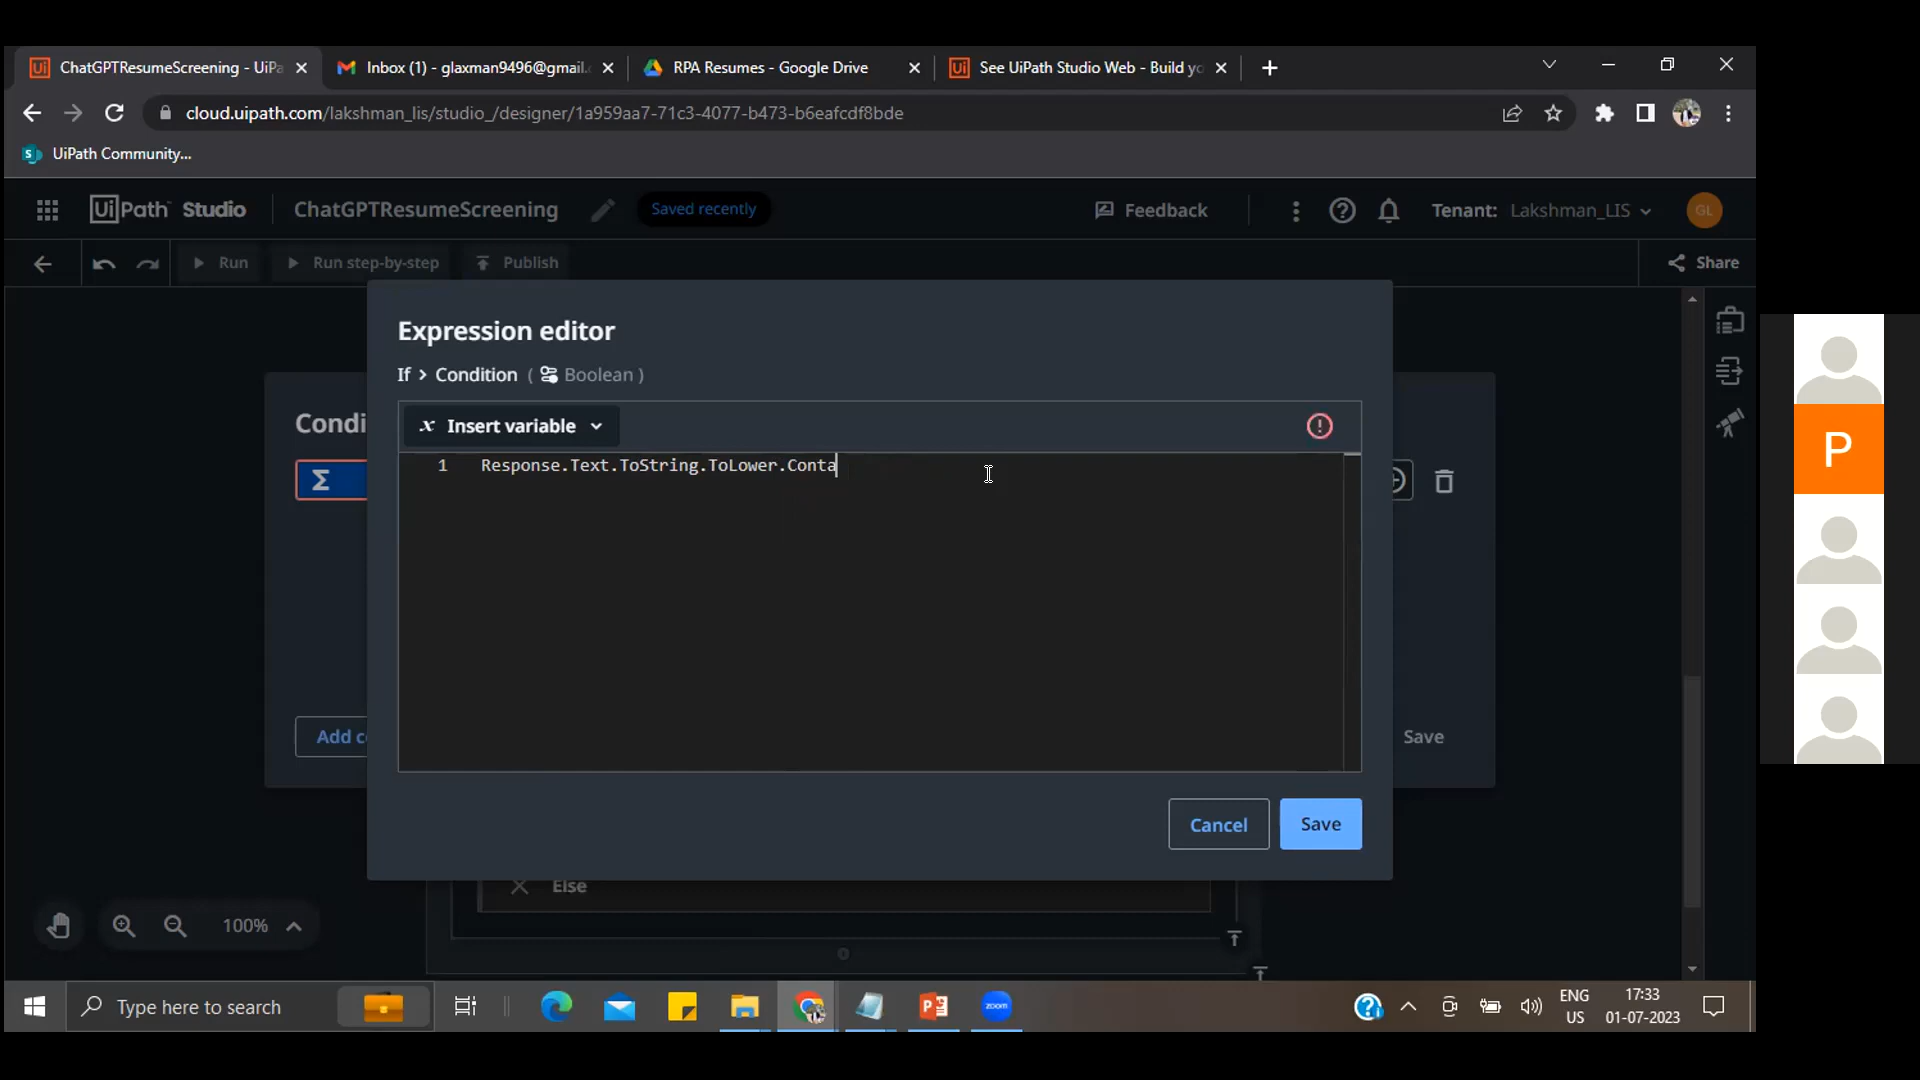 ChatGPTResumeScreening - UiPa
Inbox (1) - glaxman9496@gmail.
RPA Resumes - Google Drive
See UiPath Studio Web - Build yo
cloud.uipath.com/lakshman_lis/studio_/designer/1a959aa7-71c3-4077-b473-b6eafcdf8bde
S
UiPath Community...
UiPath Studio
ChatGPTResumeScreening
Saved recently
Feedback
Tenant: Lakshman_LIS
GL
Run
Run step-by-step
Publish
Share
Expression editor
If > Condition ( Boolean )
Condi
x Insert variable
1 Response.Text.ToString.ToLower.Conta
Σ
P
Add c
Save
Cancel
Save
Else
100%
Type here to search
zoom
ENG
US
17:33
01-07-2023